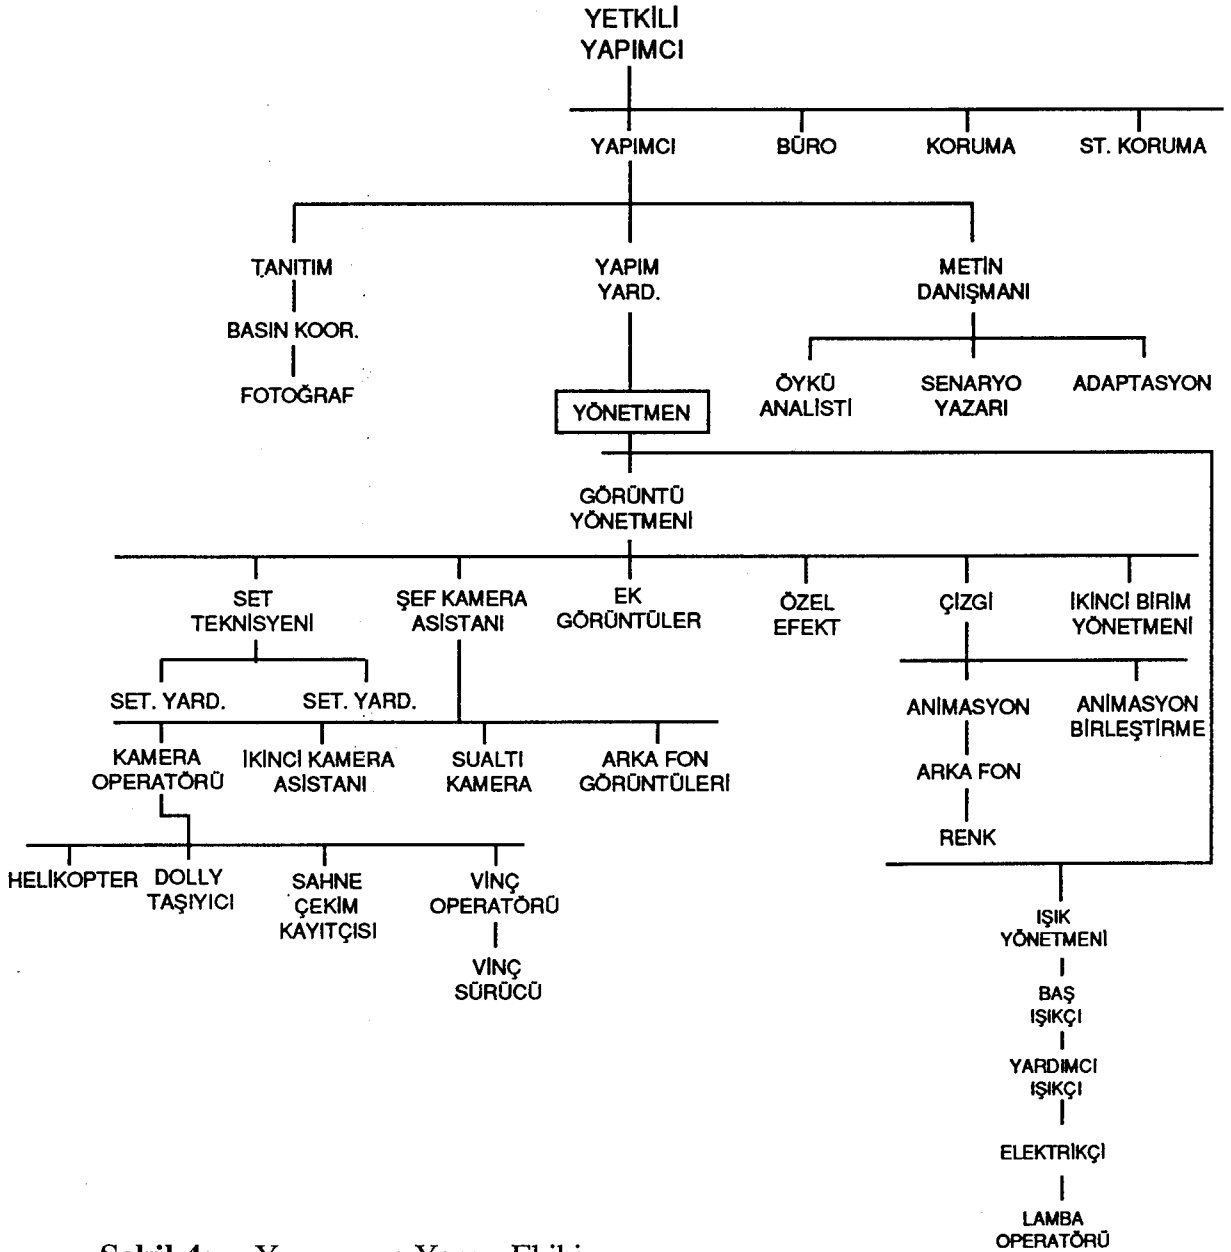 YETKİLİ
YAPIMCI
YAPIMCI
BÜRO
KORUMA
ST. KORUMA
TANITIM
YAPIM
YARD.
METİN
DANIŞMANI
BASIN KOOR.
FOTOĞRAF
ÖYKÜ
ANALİSTİ
SENARYO
YAZARI
ADAPTASYON
YÖNETMEN
GÖRÜNTÜ
YÖNETMENİ
SET
TEKNİSYENİ
ŞEF KAMERA
ASİSTANI
EK
GÖRÜNTÜLER
ÖZEL
EFEKT
ÇİZGİ
İKİNCİ BİRİM
YÖNETMENİ
SET. YARD.
SET. YARD.
ANİMASYON
ANİMASYON
BİRLEŞTİRME
KAMERA
OPERATÖRÜ
İKİNCİ KAMERA
ASİSTANI
SUALTI
KAMERA
ARKA FON
GÖRÜNTÜLERİ
ARKA FON
RENK
HELİKOPTER
DOLLY
TAŞIYICI
SAHNE
ÇEKİM
KAYITÇISI
VİNÇ
OPERATÖRÜ
VİNÇ
SÜRÜCÜ
IŞIK
YÖNETMENİ
BAŞ
IŞIKÇI
YARDIMCI
IŞIKÇI
ELEKTRİKÇİ
LAMBA
OPERATÖRÜ
Şekil 4: